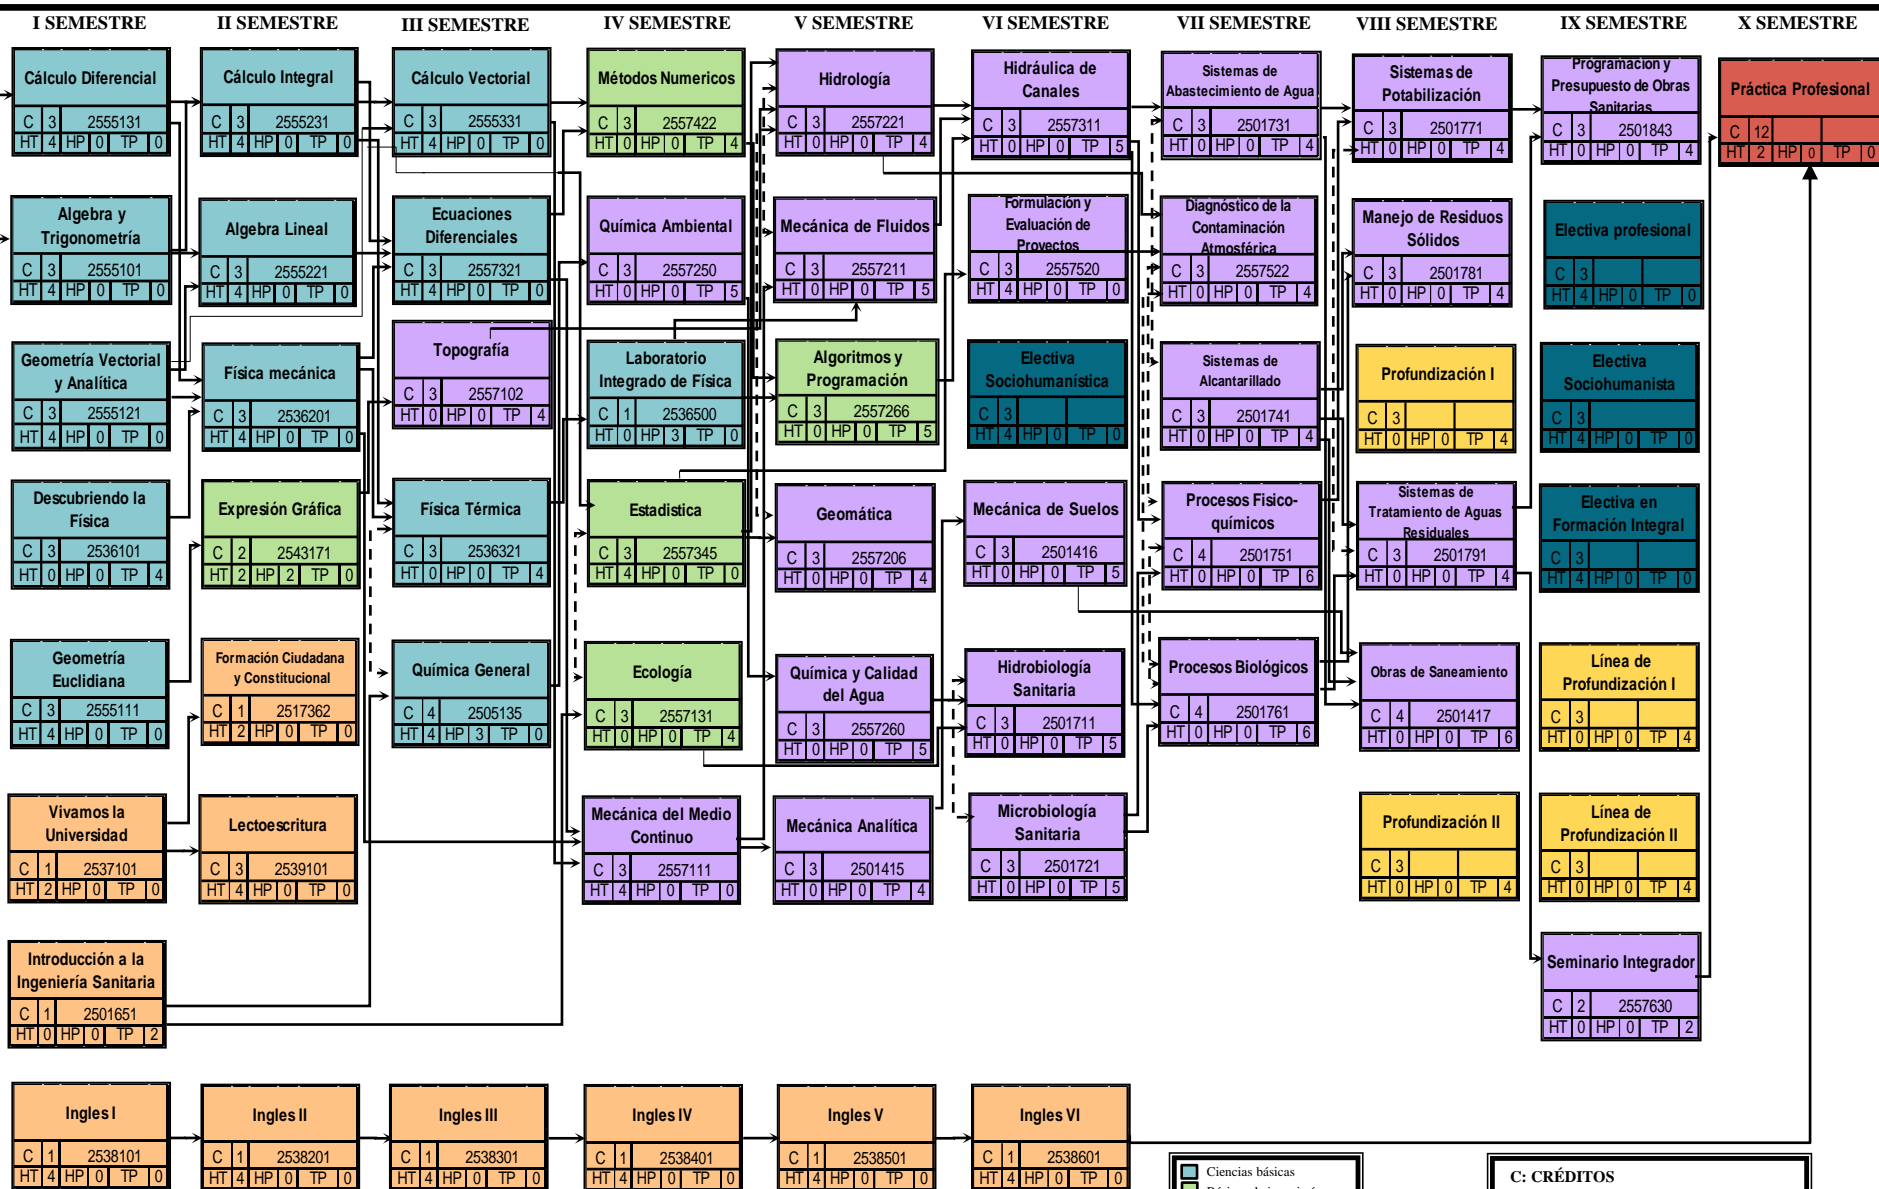 I SEMESTRE
II SEMESTRE
III SEMESTRE
IV SEMESTRE
V SEMESTRE
VI SEMESTRE
VII SEMESTRE
VIII SEMESTRE
IX SEMESTRE
X SEMESTRE
Cálculo Diferencial
C 3 2555131
HT 4 HP 0 TP 0
Algebra y
Trigonometría
C 3 2555101
HT 4 HP 0 TP 0
Geometría Vectorial
y Analítica
C 3 2555121
HT 4 HP 0 TP 0
Descubriendo la
Física
C 3 2536101
HT 0 HP 0 TP 4
Geometría
Euclidiana
C 3 2555111
HT 4 HP 0 TP 0
Vivamos la
Universidad
C 1 2537101
HT 2 HP 0 TP 0
Introducción a la
Ingeniería Sanitaria
C 1 2501651
HT 0 HP 0 TP 2
Ingles I
C 1 2538101
HT 4 HP 0 TP 0
Cálculo Integral
C 3 2555231
HT 4 HP 0 TP 0
Algebra Lineal
C 3 2555221
HT 4 HP 0 TP 0
Física mecánica
C 3 2536201
HT 4 HP 0 TP 0
Expresión Gráfica
C 2 2543171
HT 2 HP 2 TP 0
Formación Ciudadana
y Constitucional
C 1 2517362
HT 2 HP 0 TP 0
Lectoescritura
C 3 2539101
HT 4 HP 0 TP 0
Ingles II
C 1 2538201
HT 4 HP 0 TP 0
Cálculo Vectorial
C 3 2555331
HT 4 HP 0 TP 0
Ecuaciones
Diferenciales
C 3 2557321
HT 4 HP 0 TP 0
Topografía
C 3 2557102
HT 0 HP 0 TP 4
Física Térmica
C 3 2536321
HT 0 HP 0 TP 4
Química General
C 4 2505135
HT 4 HP 3 TP 0
Ingles III
C 1 2538301
HT 4 HP 0 TP 0
Métodos Numericos
C 3 2557422
HT 0 HP 0 TP 4
Química Ambiental
C 3 2557250
HT 0 HP 0 TP 5
Laboratorio
Integrado de Física
C 1 2536500
HT 0 HP 3 TP 0
Estadistica
C 3 2557345
HT 4 HP 0 TP 0
Ecología
C 3 2557131
HT 0 HP 0 TP 4
Mecánica del Medio
Continuo
C 3 2557111
HT 4 HP 0 TP 0
Ingles IV
C 1 2538401
HT 4 HP 0 TP 0
Hidrología
C 3 2557221
HT 0 HP 0 TP 4
Mecánica de Fluidos
C 3 2557211
HT 0 HP 0 TP 5
Algoritmos y
Programación
C 3 2557266
HT 0 HP 0 TP 5
Geomática
C 3 2557206
HT 0 HP 0 TP 4
Química y Calidad
del Agua
C 3 2557260
HT 0 HP 0 TP 5
Mecánica Analítica
C 3 2501415
HT 0 HP 0 TP 4
Ingles V
C 1 2538501
HT 4 HP 0 TP 0
Hidráulica de
Canales
C 3 2557311
HT 0 HP 0 TP 5
Formulación y
Evaluación de
Proyectos
C 3 2557520
HT 4 HP 0 TP 0
Electiva
Sociohumanística
C 3
HT 4 HP 0 TP 0
Mecánica de Suelos
C 3 2501416
HT 0 HP 0 TP 5
Hidrobiología
Sanitaria
C 3 2501711
HT 0 HP 0 TP 5
Microbiología
Sanitaria
C 3 2501721
HT 0 HP 0 TP 5
Ingles VI
C 1 2538601
HT 4 HP 0 TP 0
Sistemas de
Abastecimiento de Agua
C 3 2501731
HT 0 HP 0 TP 4
Diagnóstico de la
Contaminación
Atmosférica
C 3 2557522
HT 0 HP 0 TP 4
Sistemas de
Alcantarillado
C 3 2501741
HT 0 HP 0 TP 4
Procesos Fisico-
químicos
C 4 2501751
HT 0 HP 0 TP 6
Procesos Biológicos
C 4 2501761
HT 0 HP 0 TP 6
Ciencias básicas
Sistemas de
Potabilización
C 3 2501771
HT 0 HP 0 TP 4
Manejo de Residuos
Sólidos
C 3 2501781
HT 0 HP 0 TP 4
Profundización I
C 3
HT 0 HP 0 TP 4
Sistemas de
Tratamiento de Aguas
Residuales
C 3 2501791
HT 0 HP 0 TP 4
Obras de Saneamiento
C 4 2501417
HT 0 HP 0 TP 6
Profundización II
C 3
HT 0 HP 0 TP 4
Programación y
Presupuesto de Obras
Sanitarias
C 3 2501843
HT 0 HP 0 TP 4
Electiva profesional
C 3
HT 4 HP 0 TP 0
Electiva
Sociohumanista
C 3
HT 4 HP 0 TP 0
Electiva en
Formación Integral
C 3
HT 4 HP 0 TP 0
Línea de
Profundización I
C 3
HT 0 HP 0 TP 4
Línea de
Profundización II
C 3
HT 0 HP 0 TP 4
Seminario Integrador
C 2 2557630
HT 0 HP 0 TP 2
C: CRÉDITOS
Práctica Profesional
C 12
HT 2 HP 0 TP 0